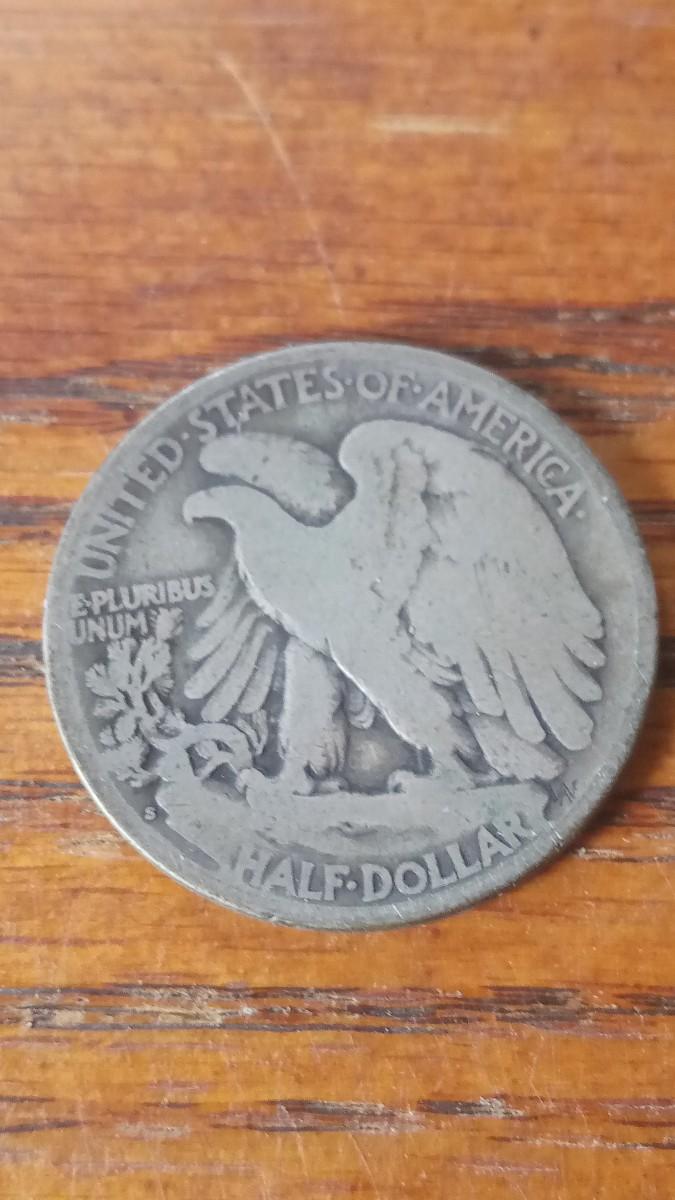 UNITED·STATES·OF·AMERICA·
E·PLURIBUS
UNUM
S
HALF·DOLLAR